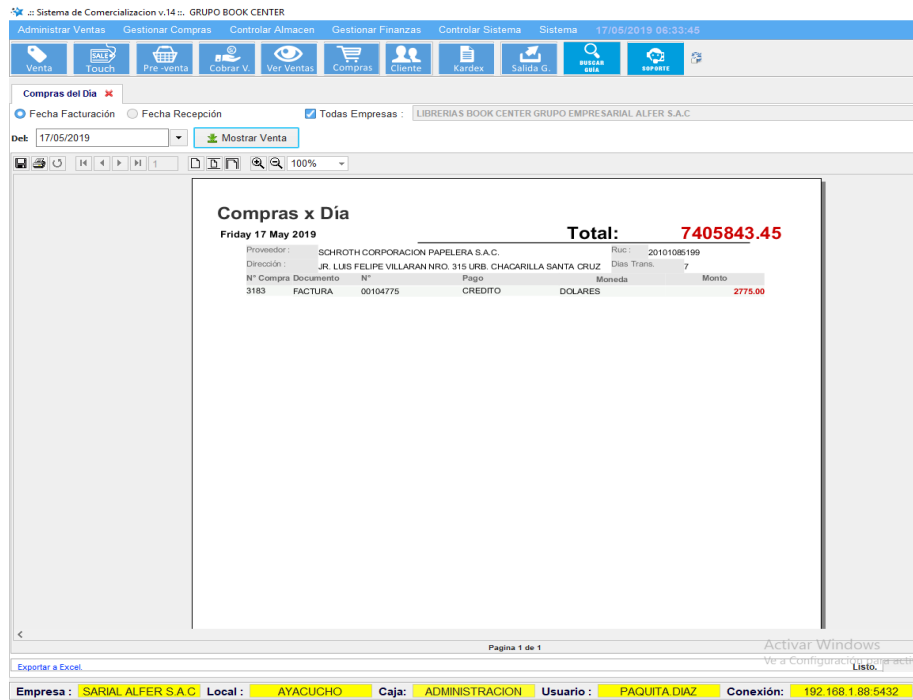 .:: Sistema de Comercializacion v.14 ::. GRUPO BOOK CENTER
Administrar Ventas Gestionar Compras Controlar Almacen Gestionar Finanzas Controlar Sistema Sistema 17/05/2019 06:33:45
Venta SALE Touch Pre -venta Cobrar V. Ver Ventas Compras Cliente Kardex Salida G. BUSCAR GUIA SOPORTE
Compras del Dia
Fecha Facturación Fecha Recepción Todas Empresas : LIBRERIAS BOOK CENTER GRUPO EMPRESARIAL ALFER S.A.C
Del: 17/05/2019 Mostrar Venta
1 100%
Compras x Día
Friday 17 May 2019 Total: 7405843.45
Proveedor : SCHROTH CORPORACION PAPELERA S.A.C. Ruc : 20101085199
Dirección : JR. LUIS FELIPE VILLARAN NRO. 315 URB. CHACARILLA SANTA CRUZ Dias Trans. 7
N° Compra Documento N° Pago Moneda Monto
3183 FACTURA 00104775 CREDITO DOLARES 2775.00
Pagina 1 de 1
Activar Windows
Ve a Configuración para acti
Exportar a Excel. Listo.
Empresa : SARIAL ALFER S.A.C Local : AYACUCHO Caja: ADMINISTRACION Usuario : PAQUITA DIAZ Conexión: 192.168.1.88:5432